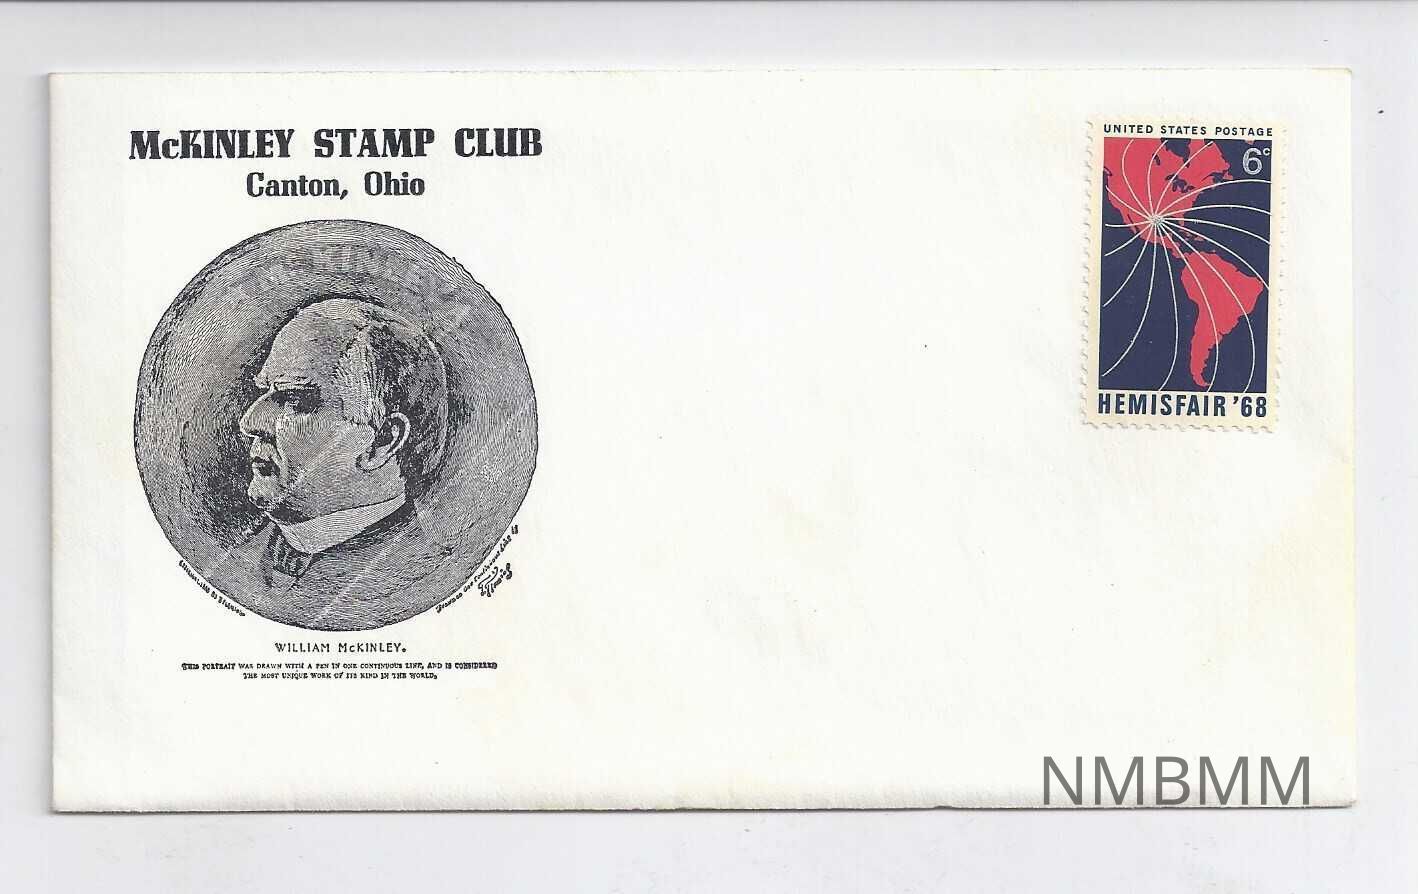 McKINLEY STAMP CLUB
Canton, Ohio
UNITED STATES POSTAGE
6c
HEMISFAIR '68
WILLIAM McKINLEY.
THIS PORTRAIT WAS DRAWN WITH A PEN IN ONE CONTINUOUS LINE, AND IS CONSIDERED
THE MOST UNIQUE WORK OF ITS KIND IN THE WORLD.
NMBMM